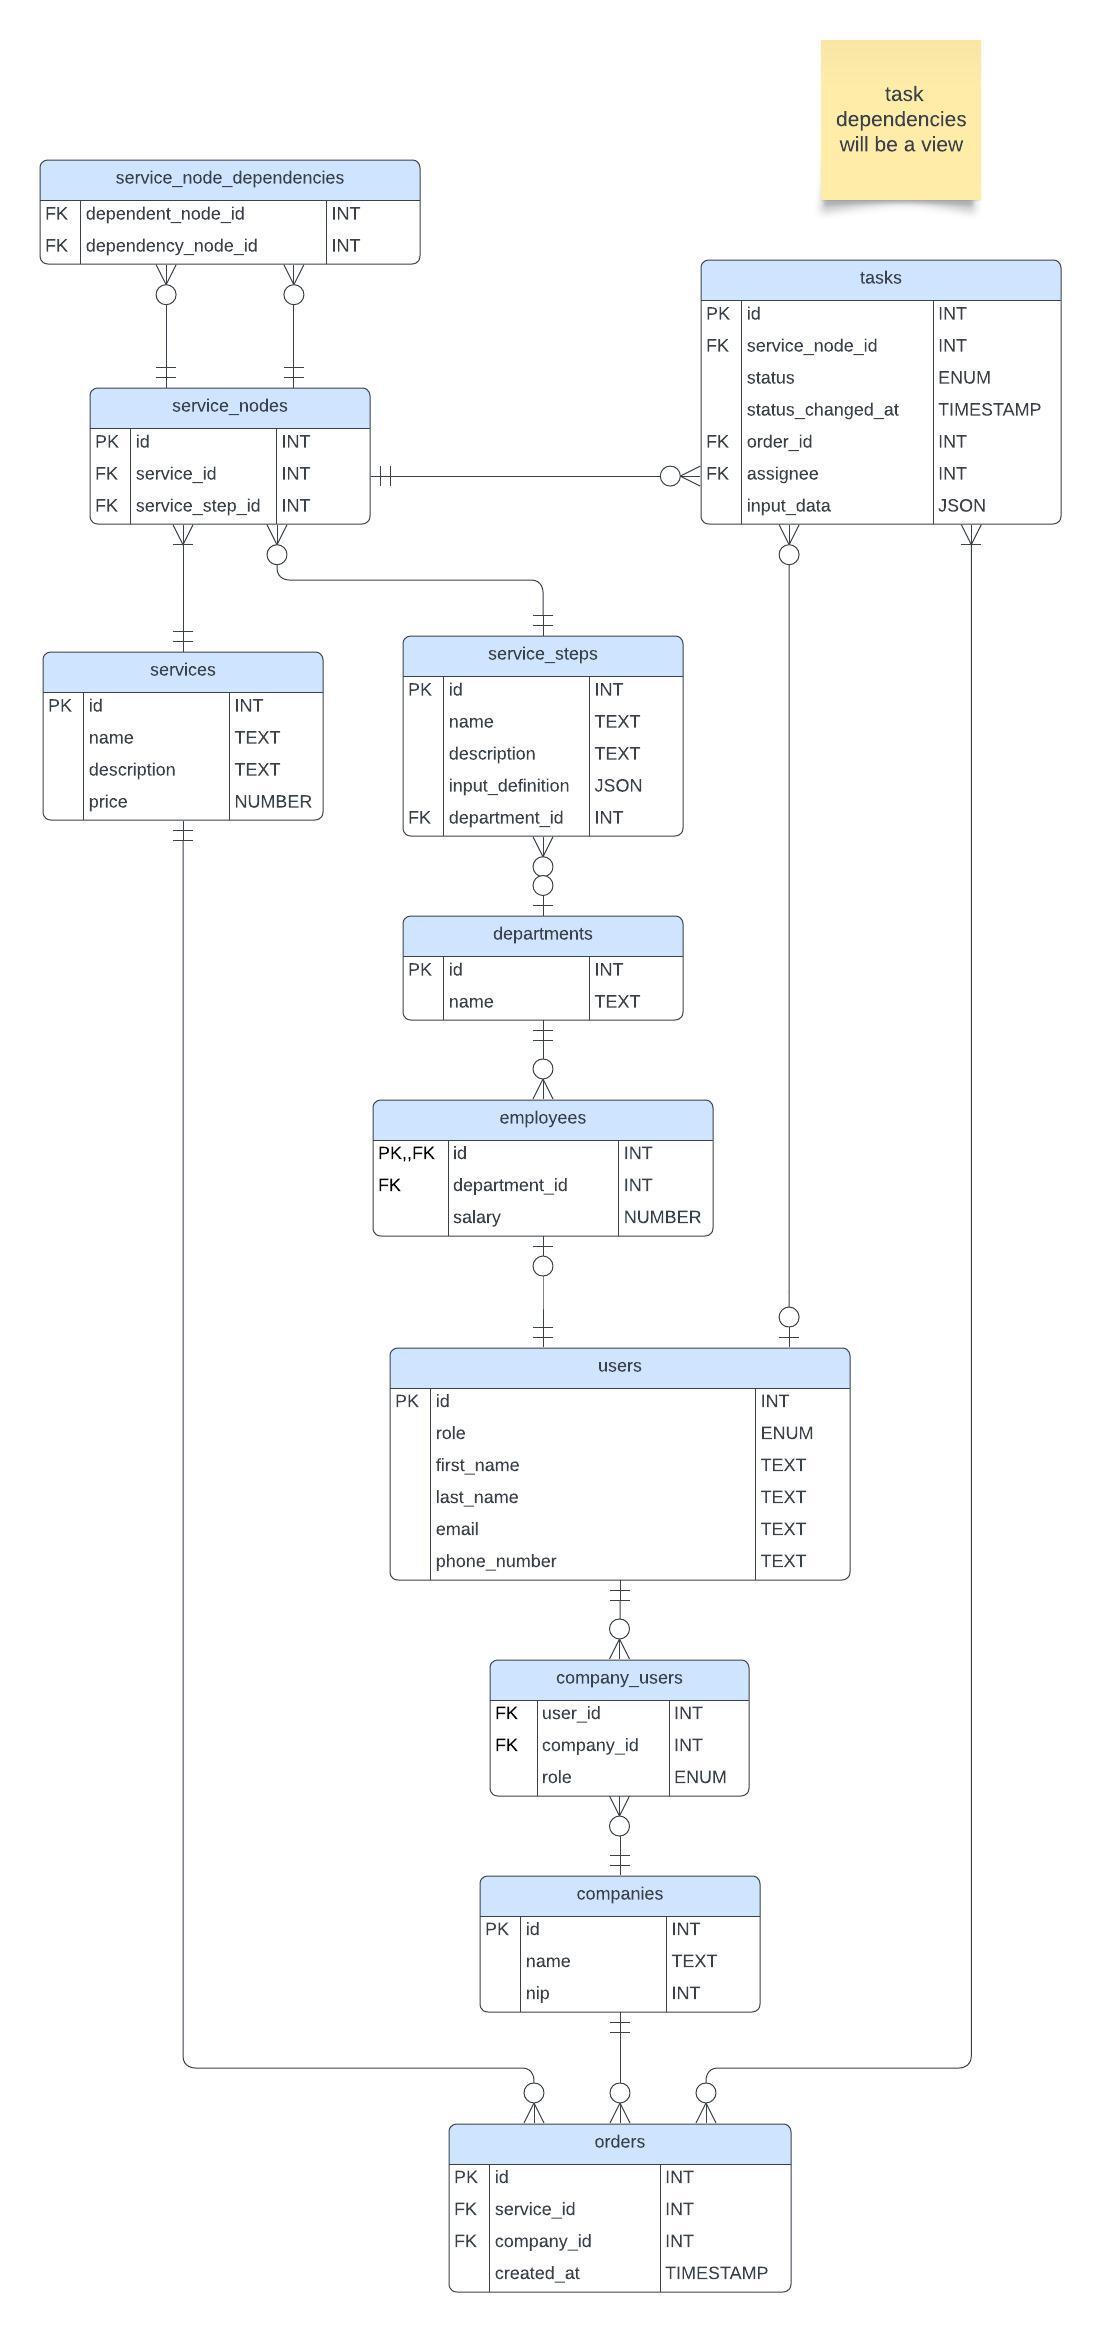 task
dependencies
will be a view
service_node_dependencies
FK dependent_node_id INT
FK dependency_node_id INT
tasks
PK id INT
FK service_node_id INT
status ENUM
status_changed_at TIMESTAMP
FK order_id INT
FK assignee INT
input_data JSON
service_nodes
PK id INT
FK service_id INT
FK service_step_id INT
services
PK id INT
name TEXT
description TEXT
price NUMBER
service_steps
PK id INT
name TEXT
description TEXT
input_definition JSON
FK department_id INT
departments
PK id INT
name TEXT
employees
PK,,FK id INT
FK department_id INT
salary NUMBER
users
PK id INT
role ENUM
first_name TEXT
last_name TEXT
email TEXT
phone_number TEXT
company_users
FK user_id INT
FK company_id INT
role ENUM
companies
PK id INT
name TEXT
nip INT
orders
PK id INT
FK service_id INT
FK company_id INT
created_at TIMESTAMP